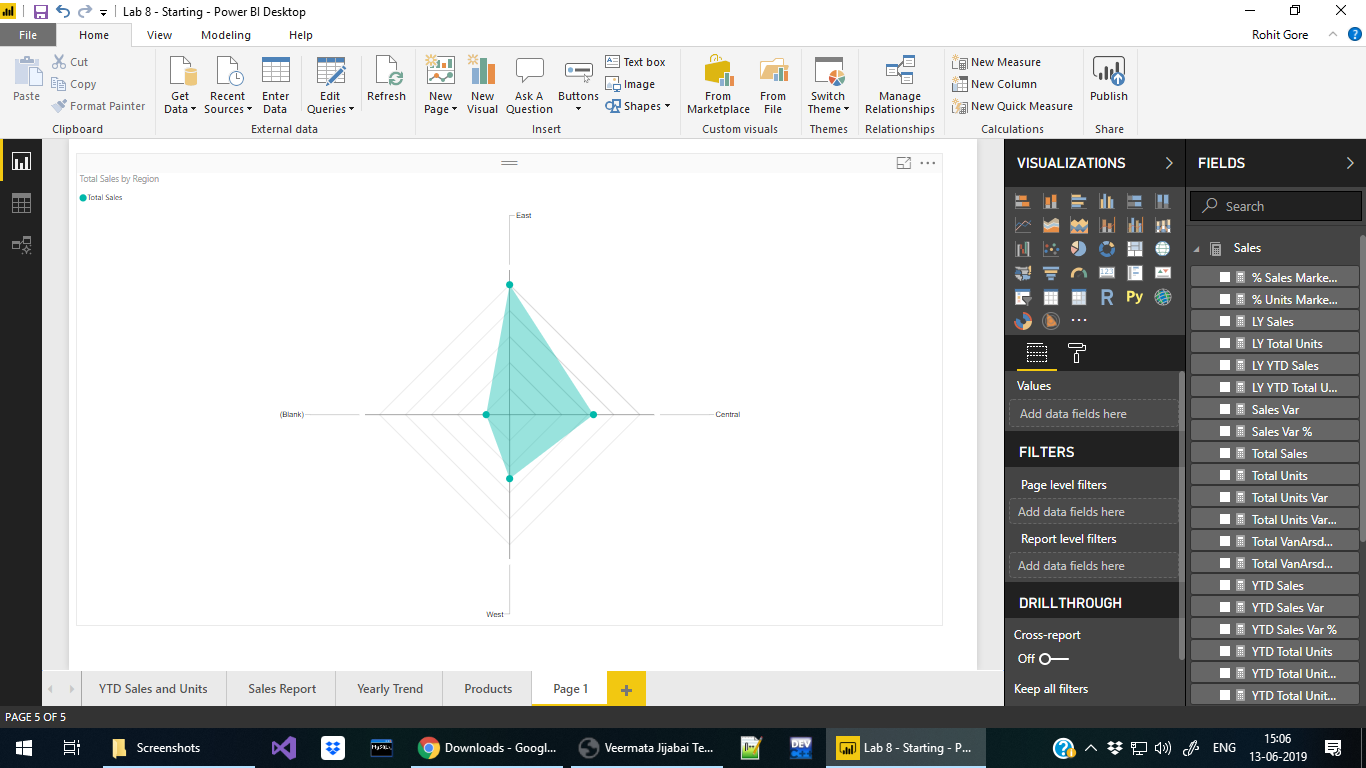 Lab 8 - Starting - Power BI Desktop
File
Home
View
Modeling
Help
Rohit Gore
Paste
Cut
Copy
Format Painter
Clipboard
Get Data
Recent Sources
Enter Data
Edit Queries
Refresh
External data
New Page
New Visual
Ask A Question
Buttons
Text box
Image
Shapes
Insert
From Marketplace
From File
Custom visuals
Switch Theme
Themes
Manage Relationships
Relationships
New Measure
New Column
New Quick Measure
Calculations
Publish
Share
Total Sales by Region
Total Sales
East
(Blank)
Central
West
VISUALIZATIONS
R
Py
Values
Add data fields here
FILTERS
Page level filters
Add data fields here
Report level filters
Add data fields here
DRILLTHROUGH
Cross-report
Off
Keep all filters
FIELDS
Search
Sales
% Sales Marke...
% Units Marke...
LY Sales
LY Total Units
LY YTD Sales
LY YTD Total U...
Sales Var
Sales Var %
Total Sales
Total Units
Total Units Var
Total Units Var...
Total VanArsd...
Total VanArsd...
YTD Sales
YTD Sales Var
YTD Sales Var %
YTD Total Units
YTD Total Unit...
YTD Total Unit...
YTD Sales and Units
Sales Report
Yearly Trend
Products
Page 1
PAGE 5 OF 5
Screenshots
MySQL
Downloads - Googl...
Veermata Jijabai Te...
DEV
Lab 8 - Starting - P...
ENG
15:06
13-06-2019